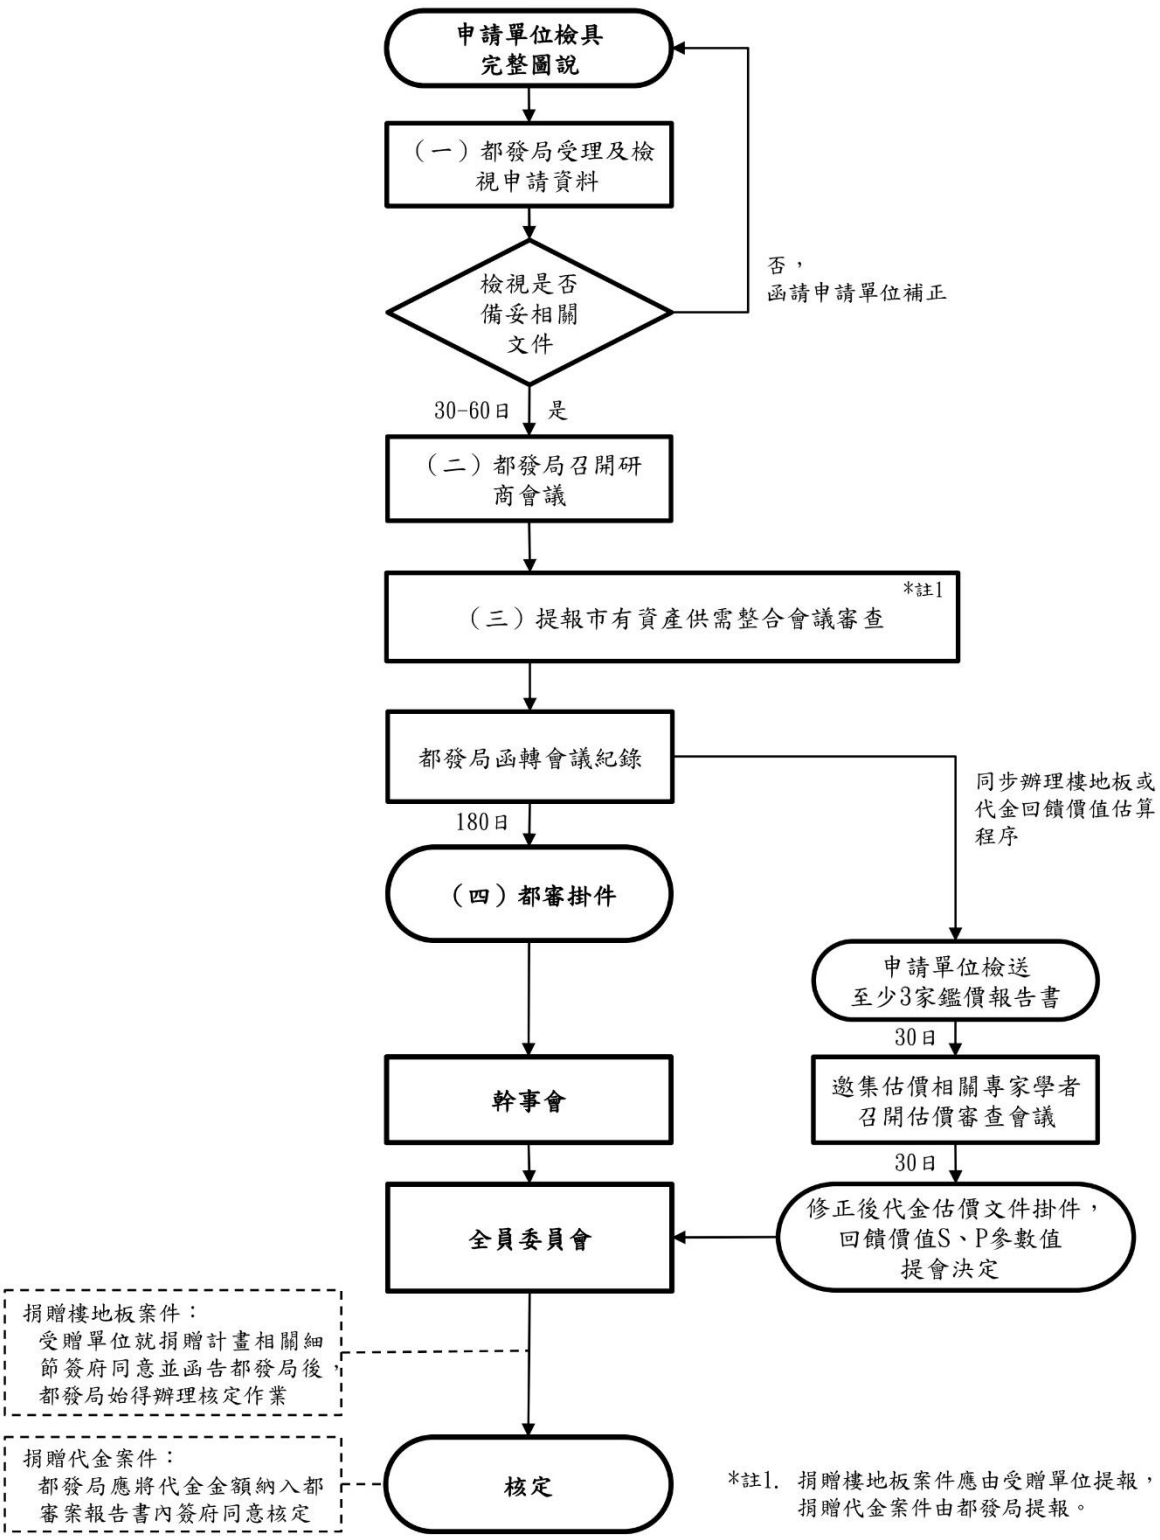 申請單位檢具
完整圖說
（一）都發局受理及檢
視申請資料
檢視是否
備妥相關
文件
否，
函請申請單位補正
30-60日
是
（二）都發局召開研
商會議
*註1
（三）提報市有資產供需整合會議審查
都發局函轉會議紀錄
同步辦理樓地板或
代金回饋價值估算
程序
180日
（四）都審掛件
申請單位檢送
至少3家鑑價報告書
30日
邀集估價相關專家學者
召開估價審查會議
30日
幹事會
修正後代金估價文件掛件，
回饋價值S、P參數值
提會決定
全員委員會
捐贈樓地板案件：
受贈單位就捐贈計畫相關細
節簽府同意並函告都發局後，
都發局始得辦理核定作業
捐贈代金案件：
都發局應將代金金額納入都
審案報告書內簽府同意核定
核定
*註1. 捐贈樓地板案件應由受贈單位提報，
捐贈代金案件由都發局提報。